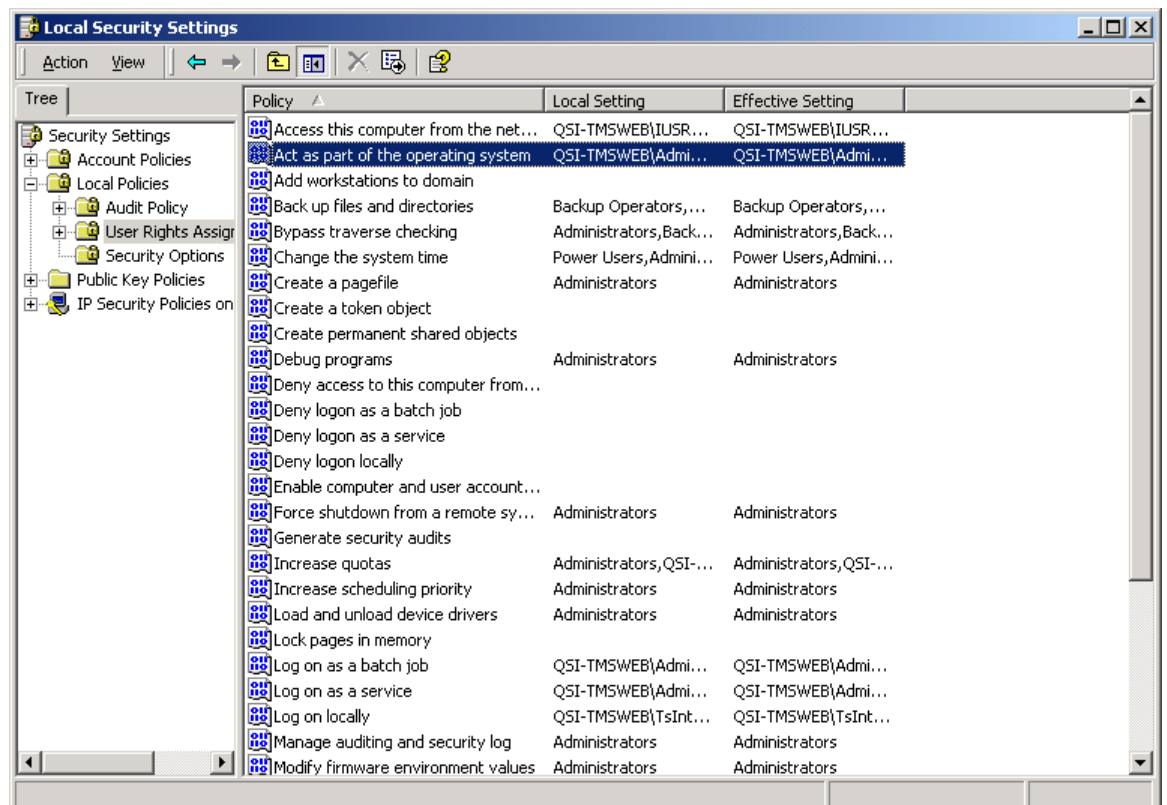 Local Security Settings
Action View
Tree
Policy Local Setting Effective Setting
Security Settings
Account Policies
Local Policies
Audit Policy
User Rights Assigr
Security Options
Public Key Policies
IP Security Policies on
Access this computer from the net... QSI-TMSWEB\IUSR... QSI-TMSWEB\IUSR...
Act as part of the operating system QSI-TMSWEB\Admi... QSI-TMSWEB\Admi...
Add workstations to domain
Back up files and directories Backup Operators,... Backup Operators,...
Bypass traverse checking Administrators,Back... Administrators,Back...
Change the system time Power Users,Admini... Power Users,Admini...
Create a pagefile Administrators Administrators
Create a token object
Create permanent shared objects
Debug programs Administrators Administrators
Deny access to this computer from...
Deny logon as a batch job
Deny logon as a service
Deny logon locally
Enable computer and user account...
Force shutdown from a remote sy... Administrators Administrators
Generate security audits
Increase quotas Administrators,QSI-... Administrators,QSI-...
Increase scheduling priority Administrators Administrators
Load and unload device drivers Administrators Administrators
Lock pages in memory
Log on as a batch job QSI-TMSWEB\Admi... QSI-TMSWEB\Admi...
Log on as a service QSI-TMSWEB\Admi... QSI-TMSWEB\Admi...
Log on locally QSI-TMSWEB\TsInt... QSI-TMSWEB\TsInt...
Manage auditing and security log Administrators Administrators
Modify firmware environment values Administrators Administrators